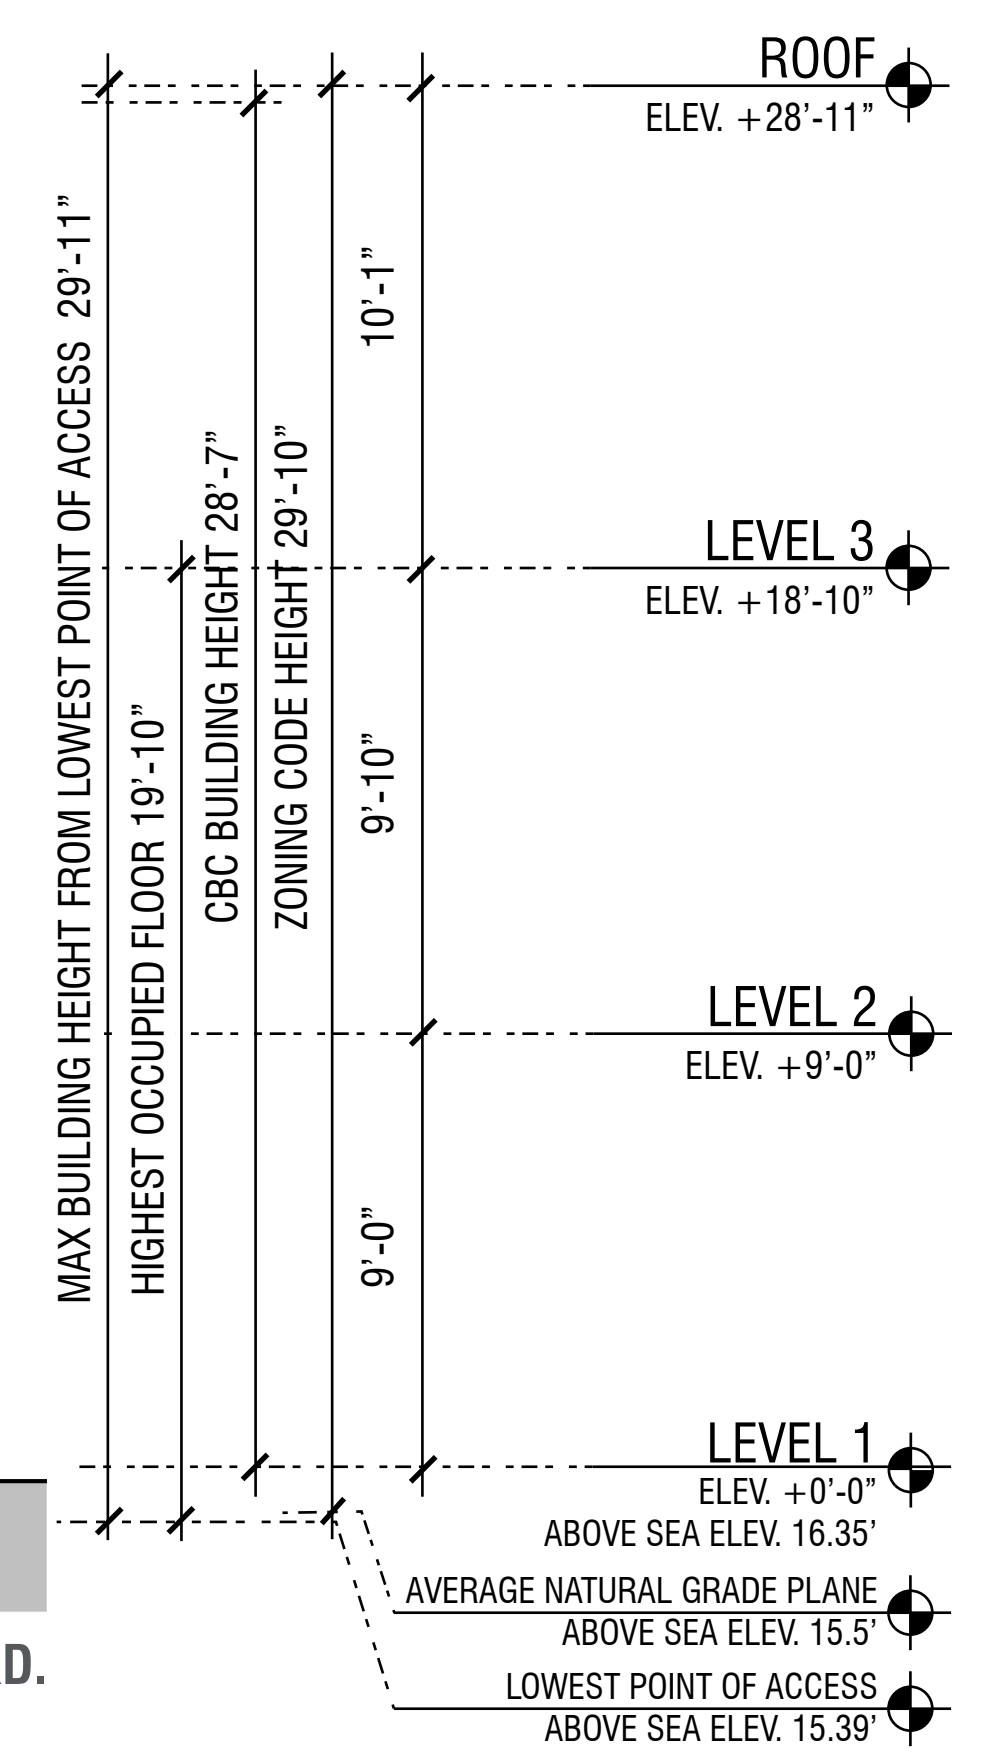 ROOF
ELEV. +28’-11”
MAX BUILDING HEIGHT FROM LOWEST POINT OF ACCESS 29’-11”
HIGHEST OCCUPIED FLOOR 19’-10”
CBC BUILDING HEIGHT 28’-7”
ZONING CODE HEIGHT 29’-10”
10’-1”
LEVEL 3
ELEV. +18’-10”
9’-10”
LEVEL 2
ELEV. +9’-0”
9’-0”
LEVEL 1
ELEV. +0’-0”
ABOVE SEA ELEV. 16.35’
AVERAGE NATURAL GRADE PLANE
ABOVE SEA ELEV. 15.5’
LOWEST POINT OF ACCESS
ABOVE SEA ELEV. 15.39’